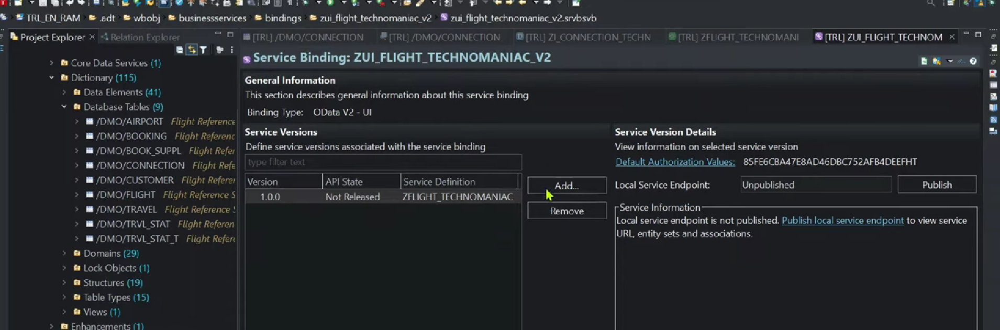 TRL_EN_RAM > .adt > wbobj > businessservices > bindings > zui_flight_technomaniac_v2 > zui_flight_technomaniac_v2.srvbsvb
Project Explorer
Relation Explorer
[TRL] /DMO/CONNECTION
[TRL] /DMO/CONNECTION
[TRL] ZI_CONNECTION_TECHN
[TRL] ZFLIGHT_TECHNOMANI
[TRL] ZUI_FLIGHT_TECHNOM
Core Data Services (1)
Dictionary (115)
Data Elements (41)
Database Tables (9)
/DMO/AIRPORT Flight Reference
/DMO/BOOKING Flight Referenc
/DMO/BOOK_SUPPL Flight Refer
/DMO/CONNECTION Flight Refe
/DMO/CUSTOMER Flight Referer
/DMO/FLIGHT Flight Reference S
/DMO/TRAVEL Flight Reference S
/DMO/TRVL_STAT Flight Referen
/DMO/TRVL_STAT_T Flight Refere
Domains (29)
Lock Objects (1)
Structures (19)
Table Types (15)
Views (1)
Enhancements (1)
Service Binding: ZUI_FLIGHT_TECHNOMANIAC_V2
General Information
This section describes general information about this service binding
Binding Type: OData V2 - UI
Service Versions
Define service versions associated with the service binding
type filter text
Version API State Service Definition
1.0.0 Not Released ZFLIGHT_TECHNOMANIAC
Add...
Remove
Service Version Details
View information on selected service version
Default Authorization Values: 85FE6CBA47E8AD46DBC752AFB4DEEFHT
Local Service Endpoint: Unpublished Publish
Service Information
Local service endpoint is not published. Publish local service endpoint to view service
URL, entity sets and associations.